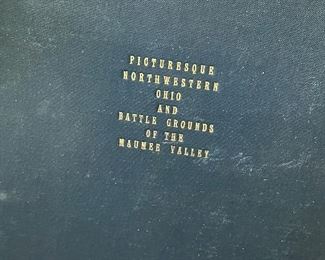 PICTURESQUE
NORTHWESTERN
OHIO
AND
BATTLE GROUNDS
OF THE
MAUMEE VALLEY